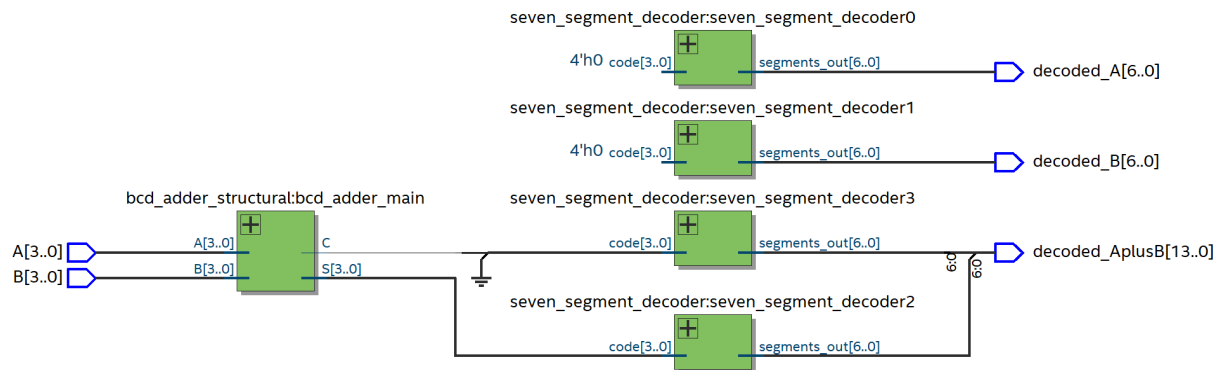 seven_segment_decoder:seven_segment_decoder0
4'h0 code[3..0] segments_out[6..0] decoded_A[6..0]
seven_segment_decoder:seven_segment_decoder1
4'h0 code[3..0] segments_out[6..0] decoded_B[6..0]
bcd_adder_structural:bcd_adder_main seven_segment_decoder:seven_segment_decoder3
A[3..0] A[3..0] C code[3..0] segments_out[6..0] 6:0 decoded_AplusB[13..0]
B[3..0] B[3..0] S[3..0] 6:0
seven_segment_decoder:seven_segment_decoder2
code[3..0] segments_out[6..0]